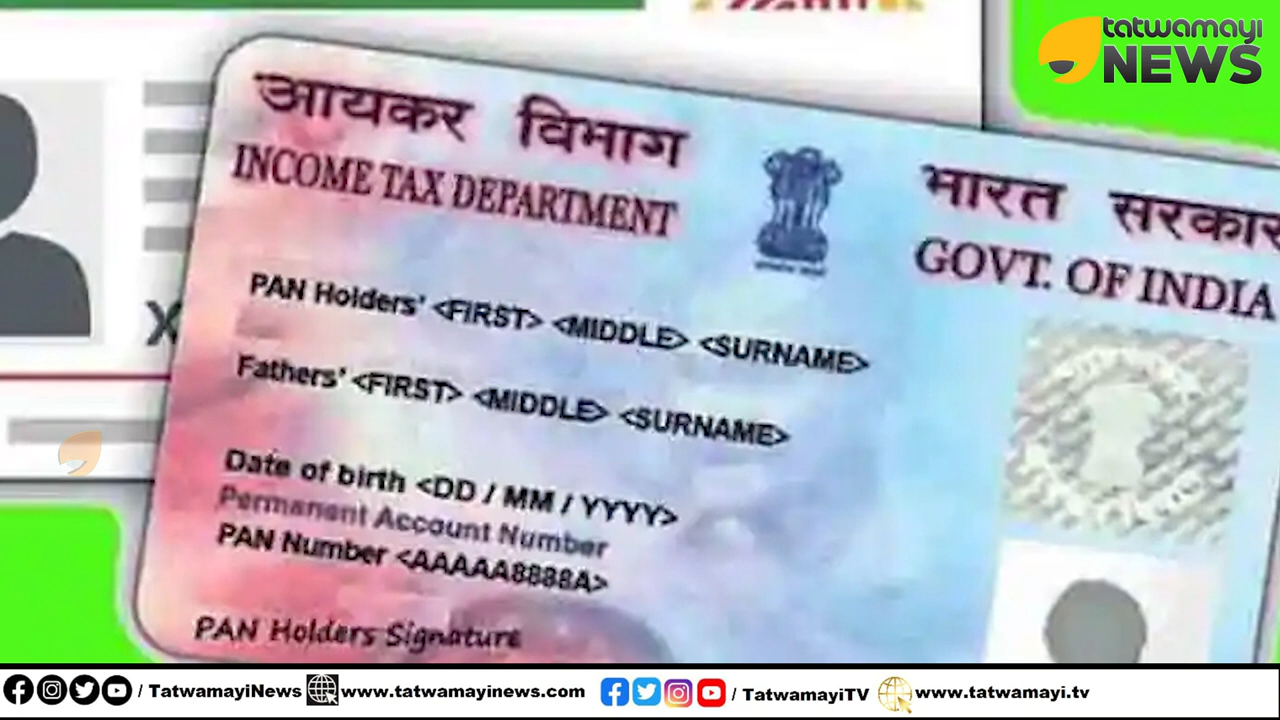 tatwamayi
NEWS
आयकर विभाग
INCOME TAX DEPARTMENT
भारत सरकार
GOVT. OF INDIA
PAN Holders' <FIRST> <MIDDLE> <SURNAME>
Fathers' <FIRST> <MIDDLE> <SURNAME>
Date of birth <DD / MM / YYYY>
Permanent Account Number
PAN Number <AAAAA8888A>
PAN Holders Signature
X
/ TatwamayiNews www.tatwamayinews.com / TatwamayiTV www.tatwamayi.tv